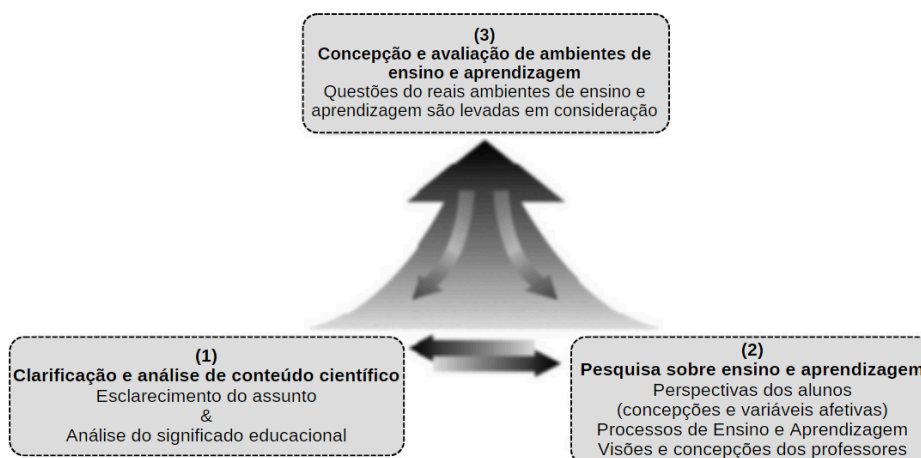 (3)
Concepção e avaliação de ambientes de
ensino e aprendizagem
Questões do reais ambientes de ensino e
aprendizagem são levadas em consideração
(1)
Clarificação e análise de conteúdo científico
Esclarecimento do assunto
&
Análise do significado educacional
(2)
Pesquisa sobre ensino e aprendizagem
Perspectivas dos alunos
(concepções e variáveis afetivas)
Processos de Ensino e Aprendizagem
Visões e concepções dos professores